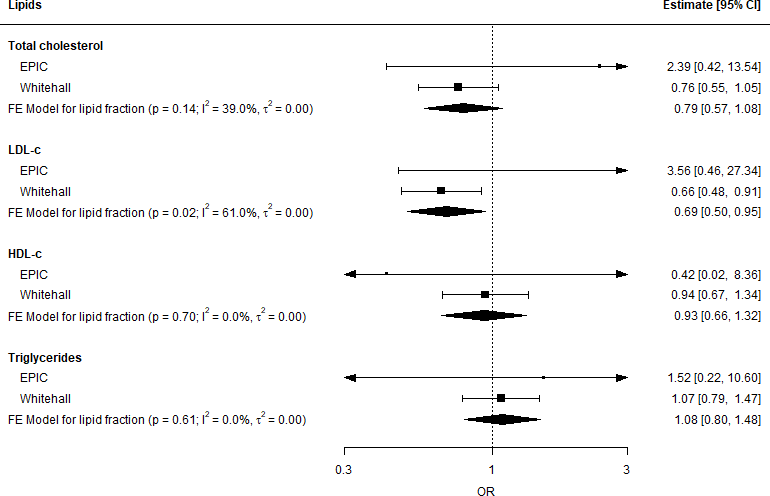 Lipids Estimate [95% CI]
Total cholesterol
EPIC 2.39 [0.42, 13.54]
Whitehall 0.76 [0.55, 1.05]
FE Model for lipid fraction (p = 0.14; I² = 39.0%, τ² = 0.00) 0.79 [0.57, 1.08]
LDL-c
EPIC 3.56 [0.46, 27.34]
Whitehall 0.66 [0.48, 0.91]
FE Model for lipid fraction (p = 0.02; I² = 61.0%, τ² = 0.00) 0.69 [0.50, 0.95]
HDL-c
EPIC 0.42 [0.02, 8.36]
Whitehall 0.94 [0.67, 1.34]
FE Model for lipid fraction (p = 0.70; I² = 0.0%, τ² = 0.00) 0.93 [0.66, 1.32]
Triglycerides
EPIC 1.52 [0.22, 10.60]
Whitehall 1.07 [0.79, 1.47]
FE Model for lipid fraction (p = 0.61; I² = 0.0%, τ² = 0.00) 1.08 [0.80, 1.48]
0.3 1 3
OR